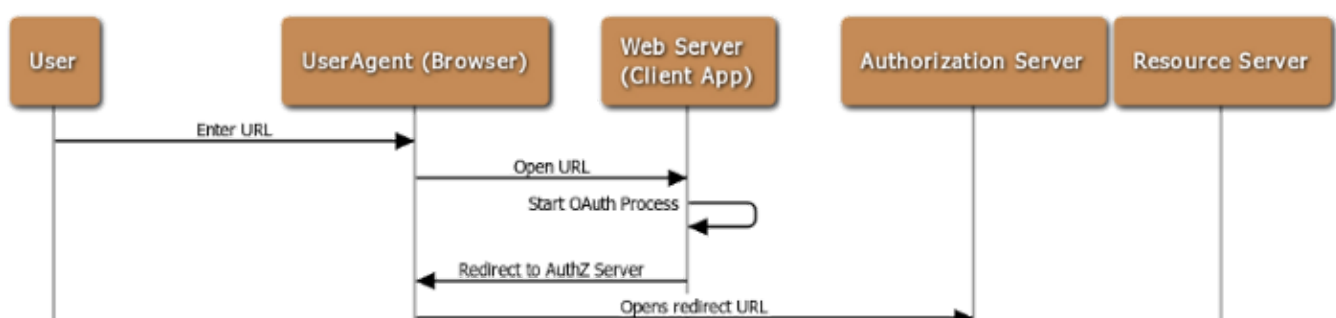 User
UserAgent (Browser)
Web Server
(Client App)
Authorization Server
Resource Server
Enter URL
Open URL
Start OAuth Process
Redirect to AuthZ Server
Opens redirect URL